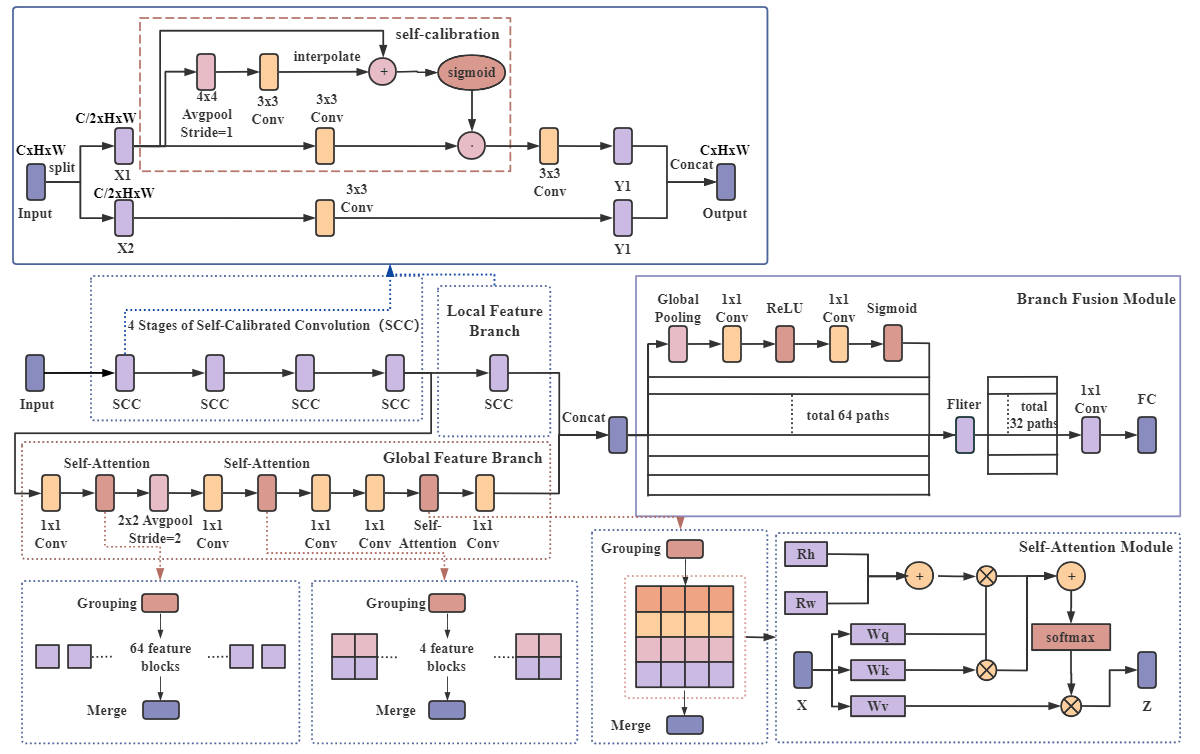 self-calibration
interpolate
+
sigmoid
4x4
Avgpool
Stride=1
3x3
Conv
3x3
Conv
C/2xHxW
CxHxW
split
X1
Input
C/2xHxW
X2
3x3
Conv
·
3x3
Conv
Y1
Y1
Concat
CxHxW
Output
4 Stages of Self-Calibrated Convolution（SCC）
Local Feature
Branch
Input
SCC
SCC
SCC
SCC
SCC
Concat
Branch Fusion Module
Global
Pooling
1x1
Conv
ReLU
1x1
Conv
Sigmoid
total 64 paths
Fliter
total
32 paths
1x1
Conv
FC
Global Feature Branch
Self-Attention
Self-Attention
1x1
Conv
2x2 Avgpool
Stride=2
1x1
Conv
1x1
Conv
1x1
Conv
Self-
Attention
1x1
Conv
Grouping
64 feature
blocks
Merge
Grouping
4 feature
blocks
Merge
Grouping
Merge
Self-Attention Module
Rh
Rw
+
+
Wq
Wk
Wv
softmax
X
Z